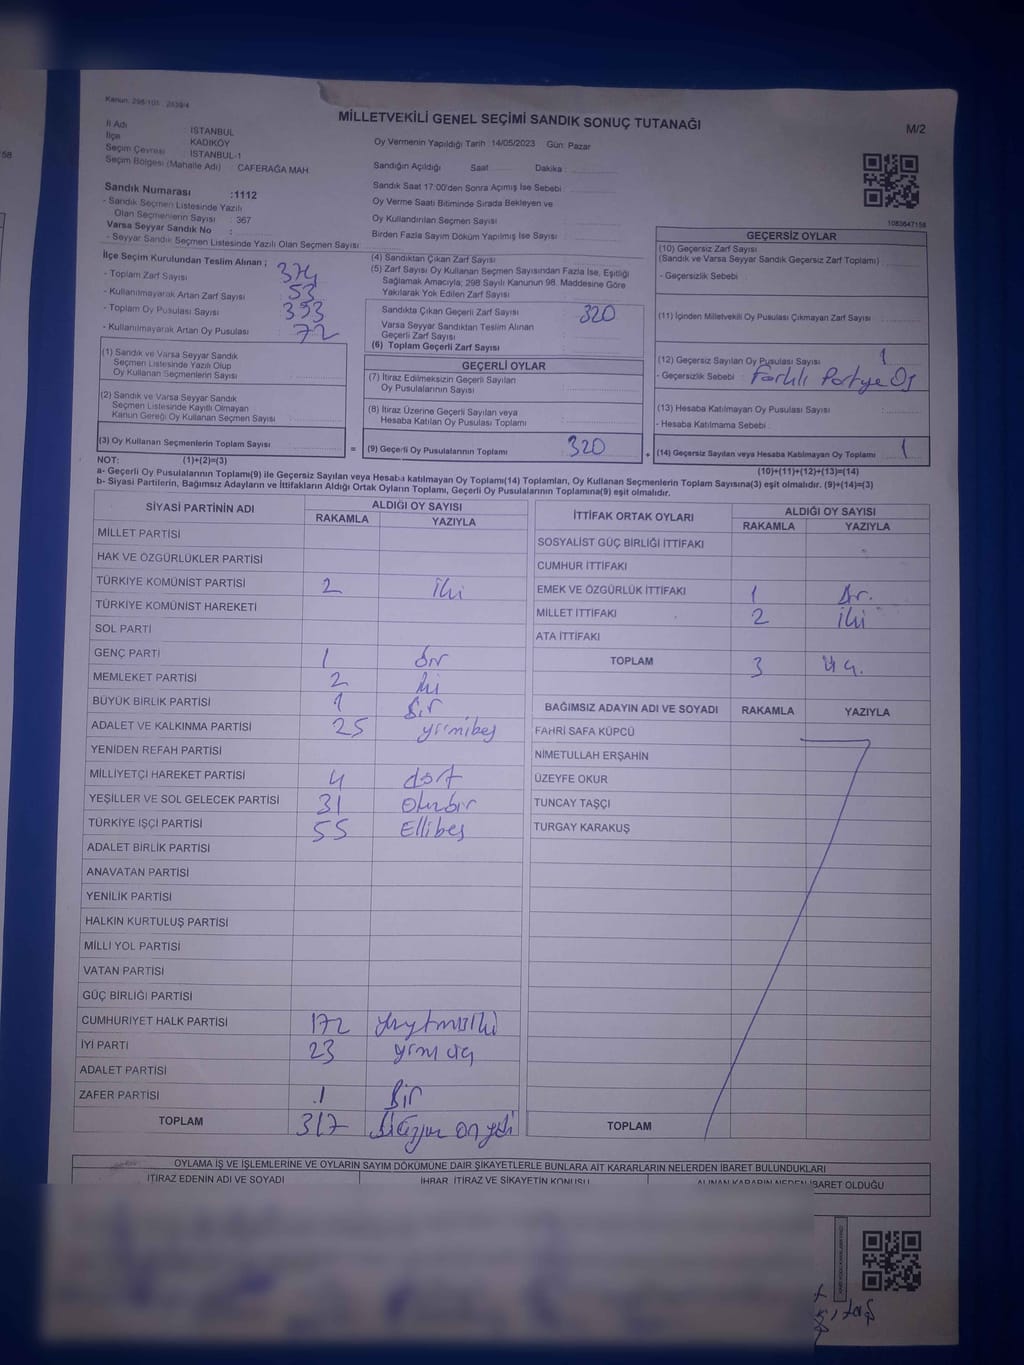 Kanun: 298/105 2839/4
MİLLETVEKİLİ GENEL SEÇİMİ SANDIK SONUÇ TUTANAĞI
M/2
İl Adı İSTANBUL
İlçe KADIKÖY
Seçim Çevresi İSTANBUL-1
Seçim Bölgesi (Mahalle Adı) CAFERAĞA MAH.
Sandık Numarası :1112
- Sandık Seçmen Listesinde Yazılı
Olan Seçmenlerin Sayısı : 367
Varsa Seyyar Sandık No :
- Seyyar Sandık Seçmen Listesinde Yazılı Olan Seçmen Sayısı
Oy Vermenin Yapıldığı Tarih : 14/05/2023 Gün: Pazar
Sandığın Açıldığı Saat Dakika :
Sandık Saat 17:00'den Sonra Açılmış İse Sebebi
Oy Verme Saati Bitiminde Sırada Bekleyen ve
Oy Kullandırılan Seçmen Sayısı
Birden Fazla Sayım Döküm Yapılmış İse Sayısı
1083647158
İlçe Seçim Kurulundan Teslim Alınan ;
- Toplam Zarf Sayısı 374
- Kullanılmayarak Artan Zarf Sayısı 53
- Toplam Oy Pusulası Sayısı 393
- Kullanılmayarak Artan Oy Pusulası 72
(1) Sandık ve Varsa Seyyar Sandık
Seçmen Listesinde Yazılı Olup
Oy Kullanan Seçmenlerin Sayısı
(2) Sandık ve Varsa Seyyar Sandık
Seçmen Listesinde Kayıtlı Olmayan
Kanun Gereği Oy Kullanan Seçmen Sayısı
(3) Oy Kullanan Seçmenlerin Toplam Sayısı
(4) Sandıktan Çıkan Zarf Sayısı
(5) Zarf Sayısı Oy Kullanan Seçmen Sayısından Fazla İse, Eşitliği
Sağlamak Amacıyla, 298 Sayılı Kanunun 98. Maddesine Göre
Yakılarak Yok Edilen Zarf Sayısı
Sandıkta Çıkan Geçerli Zarf Sayısı 320
Varsa Seyyar Sandıktan Teslim Alınan
Geçerli Zarf Sayısı
(6) Toplam Geçerli Zarf Sayısı
GEÇERLİ OYLAR
(7) İtiraz Edilmeksizin Geçerli Sayılan
Oy Pusulalarının Sayısı
(8) İtiraz Üzerine Geçerli Sayılan veya
Hesaba Katılan Oy Pusulası Toplamı
= (9) Geçerli Oy Pusulalarının Toplamı 320
GEÇERSİZ OYLAR
(10) Geçersiz Zarf Sayısı
(Sandık ve Varsa Seyyar Sandık Geçersiz Zarf Toplamı)
- Geçersizlik Sebebi
(11) İçinden Milletvekili Oy Pusulası Çıkmayan Zarf Sayısı
(12) Geçersiz Sayılan Oy Pusulası Sayısı 1
- Geçersizlik Sebebi Farklı Partiye Oy
(13) Hesaba Katılmayan Oy Pusulası Sayısı
- Hesaba Katılmama Sebebi
+ (14) Geçersiz Sayılan veya Hesaba Katılmayan Oy Toplamı 1
NOT: (1)+(2)=(3)
(10)+(11)+(12)+(13)=(14)
a- Geçerli Oy Pusulalarının Toplamı(9) ile Geçersiz Sayılan veya Hesaba katılmayan Oy Toplamı(14) Toplamları, Oy Kullanan Seçmenlerin Toplam Sayısına(3) eşit olmalıdır. (9)+(14)=(3)
b- Siyasi Partilerin, Bağımsız Adayların ve İttifakların Aldığı Ortak Oyların Toplamı, Geçerli Oy Pusulalarının Toplamına(9) eşit olmalıdır.
SİYASİ PARTİNİN ADI ALDIĞI OY SAYISI
RAKAMLA YAZIYLA
MİLLET PARTİSİ
HAK VE ÖZGÜRLÜKLER PARTİSİ
TÜRKİYE KOMÜNİST PARTİSİ 2 iki
TÜRKİYE KOMÜNİST HAREKETİ
SOL PARTİ
GENÇ PARTİ 1 bir
MEMLEKET PARTİSİ 2 iki
BÜYÜK BİRLİK PARTİSİ 1 Bir
ADALET VE KALKINMA PARTİSİ 25 yirmibeş
YENİDEN REFAH PARTİSİ
MİLLİYETÇİ HAREKET PARTİSİ 4 dört
YEŞİLLER VE SOL GELECEK PARTİSİ 31 Otuzbir
TÜRKİYE İŞÇİ PARTİSİ 55 Ellibeş
ADALET BİRLİK PARTİSİ
ANAVATAN PARTİSİ
YENİLİK PARTİSİ
HALKIN KURTULUŞ PARTİSİ
MİLLİ YOL PARTİSİ
VATAN PARTİSİ
GÜÇ BİRLİĞİ PARTİSİ
CUMHURİYET HALK PARTİSİ 172 yüzyetmişiki
İYİ PARTİ 23 yirmi üç
ADALET PARTİSİ
ZAFER PARTİSİ 1 Bir
TOPLAM 317 üçyüz on yedi
İTTİFAK ORTAK OYLARI ALDIĞI OY SAYISI
RAKAMLA YAZIYLA
SOSYALİST GÜÇ BİRLİĞİ İTTİFAKI
CUMHUR İTTİFAKI
EMEK VE ÖZGÜRLÜK İTTİFAKI 1 Bir.
MİLLET İTTİFAKI 2 iki
ATA İTTİFAKI
TOPLAM 3 üç.
BAĞIMSIZ ADAYIN ADI VE SOYADI RAKAMLA YAZIYLA
FAHRİ SAFA KÜPCÜ
NİMETULLAH ERŞAHİN
ÜZEYFE OKUR
TUNCAY TAŞÇI
TURGAY KARAKUŞ
TOPLAM
OYLAMA İŞ VE İŞLEMLERİNE VE OYLARIN SAYIM DÖKÜMÜNE DAİR ŞİKAYETLERLE BUNLARA AİT KARARLARIN NELERDEN İBARET BULUNDUKLARI
İTİRAZ EDENİN ADI VE SOYADI İHBAR, İTİRAZ VE ŞİKAYETİN KONUSU ALINAN KARARIN NEDEN İBARET OLDUĞU